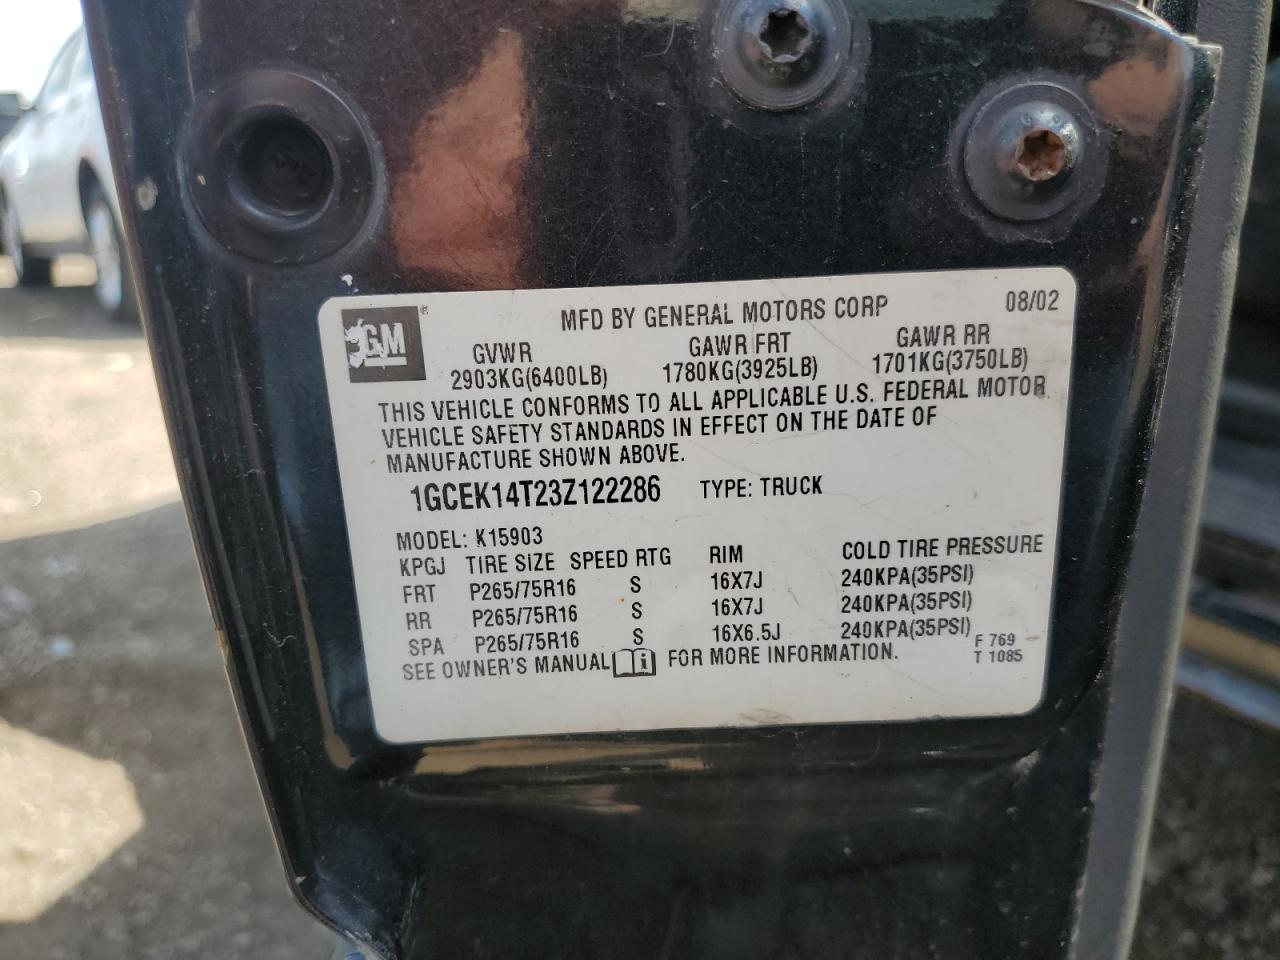 GM®
MFD BY GENERAL MOTORS CORP 08/02
GVWR GAWR FRT GAWR RR
2903KG(6400LB) 1780KG(3925LB) 1701KG(3750LB)
THIS VEHICLE CONFORMS TO ALL APPLICABLE U.S. FEDERAL MOTOR
VEHICLE SAFETY STANDARDS IN EFFECT ON THE DATE OF
MANUFACTURE SHOWN ABOVE.
1GCEK14T23Z122286 TYPE: TRUCK
MODEL: K15903
KPGJ TIRE SIZE SPEED RTG RIM COLD TIRE PRESSURE
FRT P265/75R16 S 16X7J 240KPA(35PSI)
RR P265/75R16 S 16X7J 240KPA(35PSI)
SPA P265/75R16 S 16X6.5J 240KPA(35PSI)
SEE OWNER'S MANUAL FOR MORE INFORMATION.
F 769
T 1085